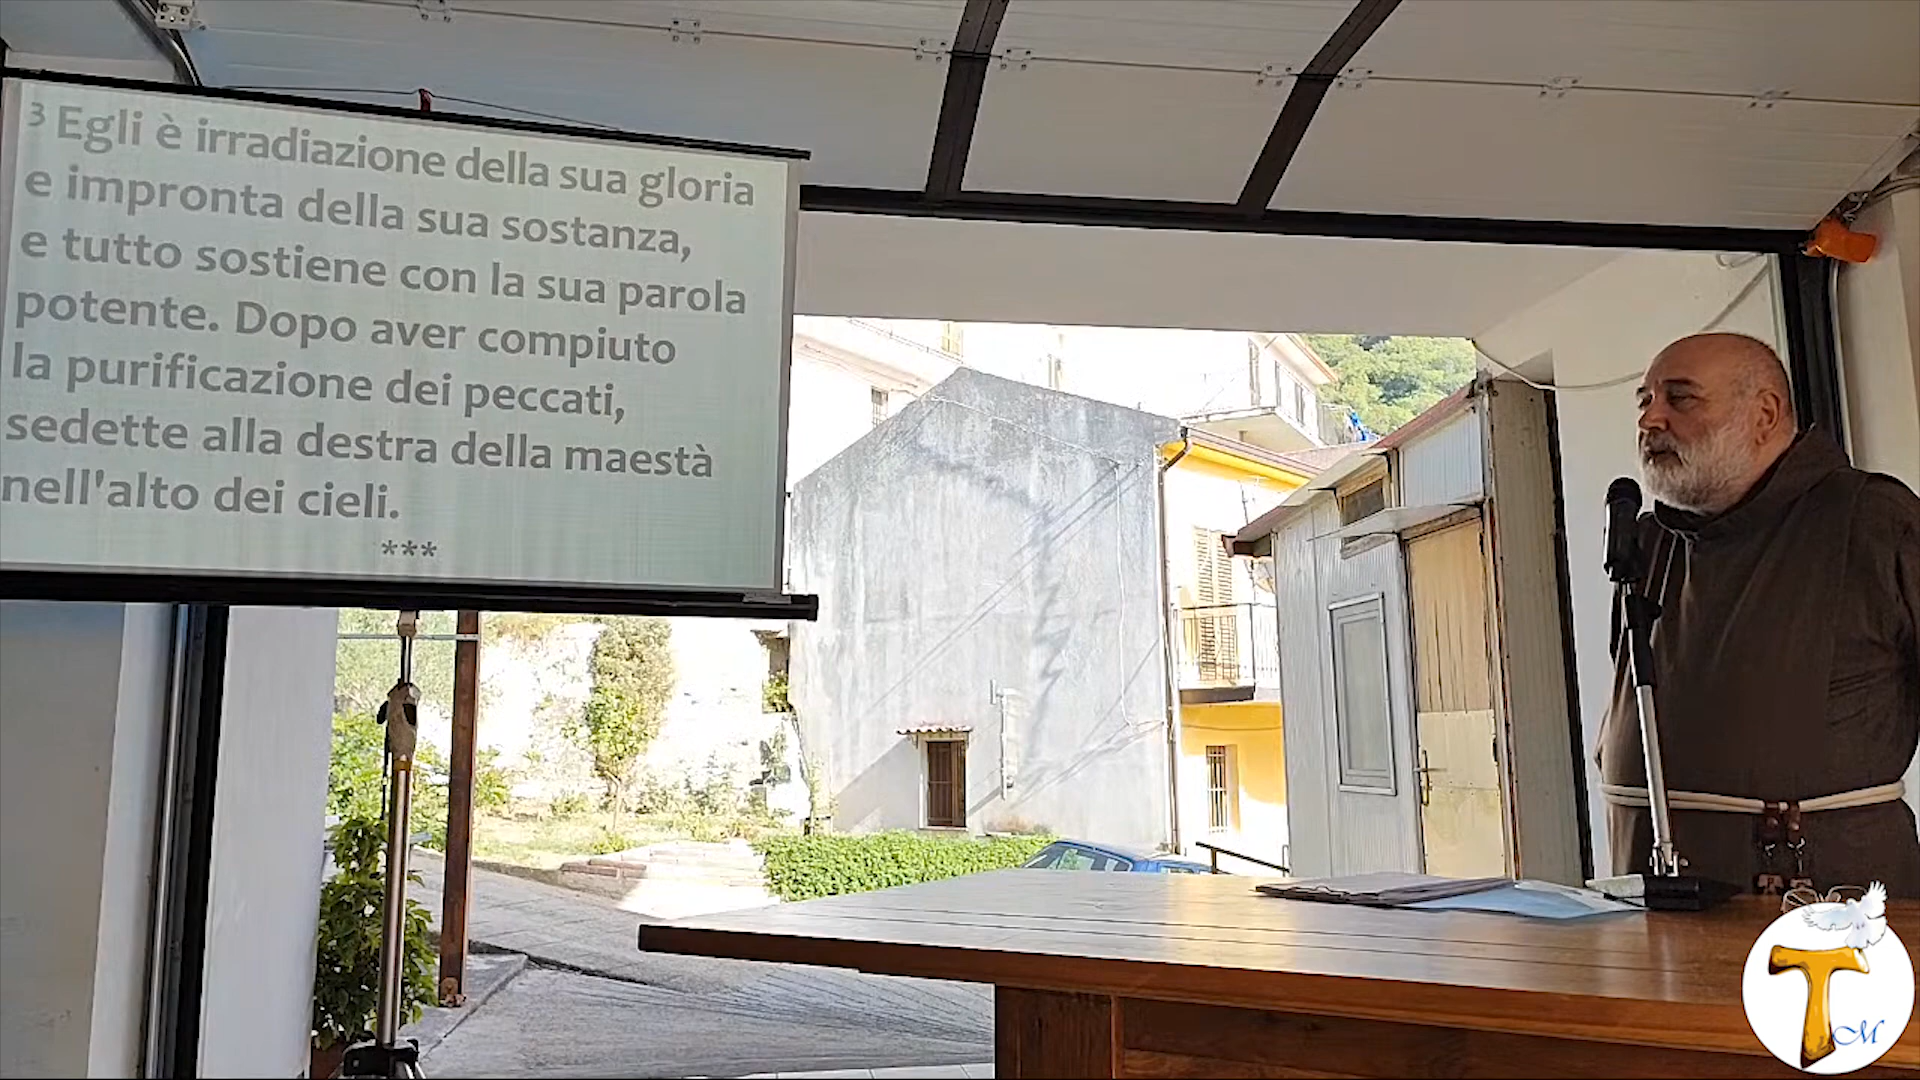 3 Egli è irradiazione della sua gloria
e impronta della sua sostanza,
e tutto sostiene con la sua parola
potente. Dopo aver compiuto
la purificazione dei peccati,
sedette alla destra della maestà
nell'alto dei cieli.
***
T M